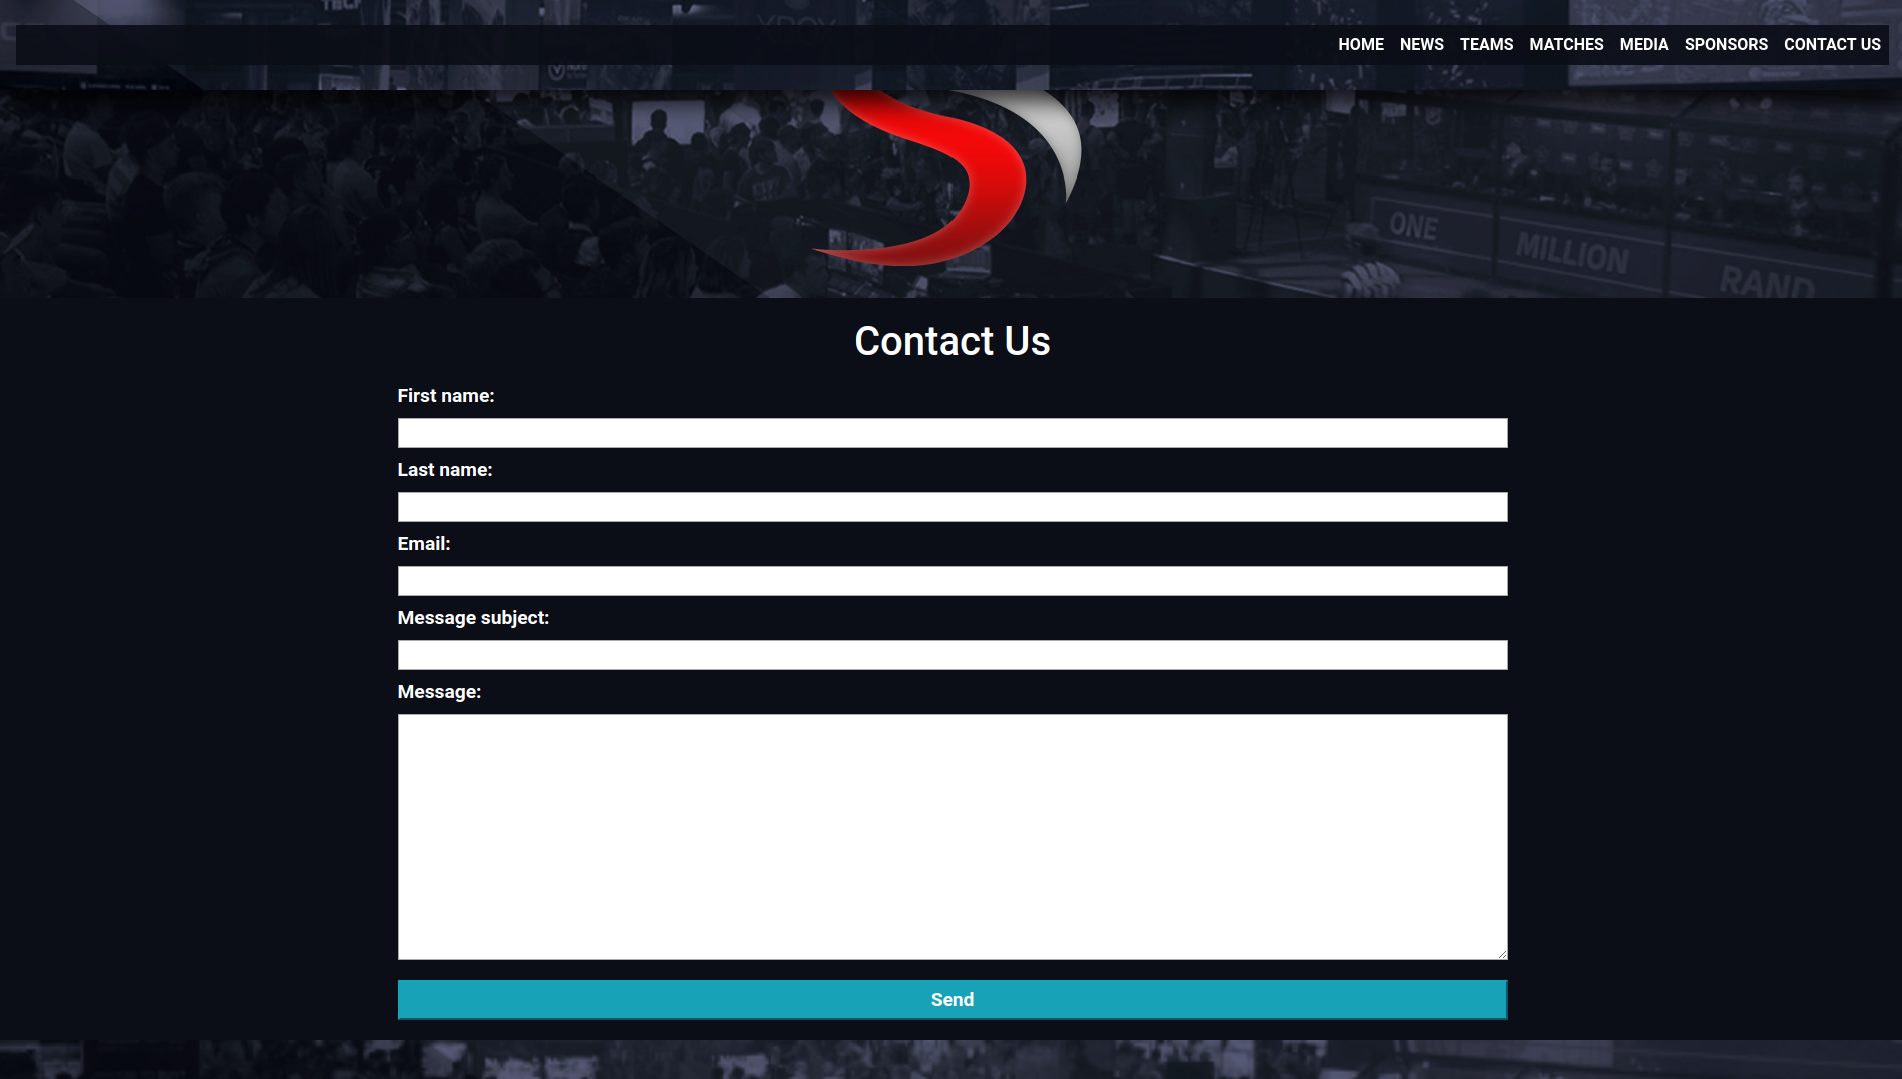 HOME NEWS TEAMS MATCHES MEDIA SPONSORS CONTACT US
ONE MILLION RAND
Contact Us
First name:
Last name:
Email:
Message subject:
Message:
Send